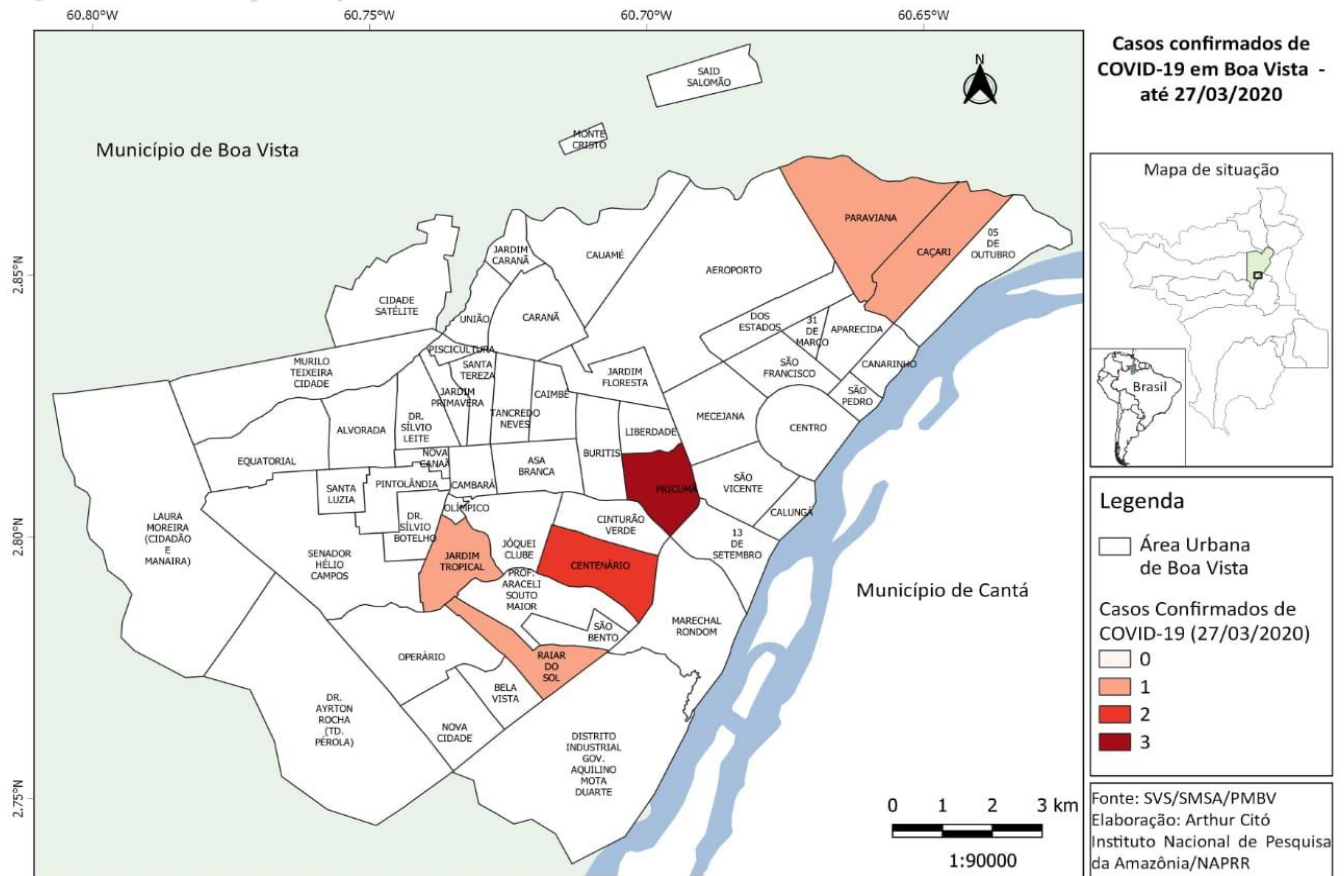 60.80°W
60.75°W
60.70°W
60.65°W
2.85°N
2.80°N
2.75°N
Município de Boa Vista
SAID
SALOMÃO
MONTE
CRISTO
N
PARAVIANA
CAÇARI
05
DE
OUTUBRO
JARDIM
CARANÃ
CAUAMÉ
AEROPORTO
CIDADE
SATÉLITE
UNIÃO
CARANÃ
DOS
ESTADOS
31
DE
MARÇO
APARECIDA
CANARINHO
MURILO
TEIXEIRA
CIDADE
PISCICULTURA
SANTA
TEREZA
JARDIM
PRIMAVERA
JARDIM
FLORESTA
SÃO
FRANCISCO
SÃO
PEDRO
CAIMBÉ
TANCREDO
NEVES
MECEJANA
CENTRO
DR.
SÍLVIO
LEITE
ALVORADA
LIBERDADE
BURITIS
EQUATORIAL
NOVA
CANAÃ
ASA
BRANCA
PINTOLÂNDIA
CAMBARÁ
SANTA
LUZIA
PRICUMÃ
SÃO
VICENTE
CALUNGÁ
OLÍMPICO
DR.
SÍLVIO
BOTELHO
LAURA
MOREIRA
(CIDADÃO
E
MANAIRA)
CINTURÃO
VERDE
13
DE
SETEMBRO
JÓQUEI
CLUBE
SENADOR
HÉLIO
CAMPOS
JARDIM
TROPICAL
CENTENÁRIO
PROF.
ARACELI
SOUTO
MAIOR
SÃO
BENTO
MARECHAL
RONDOM
OPERÁRIO
RAIAR
DO
SOL
BELA
VISTA
DR.
AYRTON
ROCHA
(TD.
PÉROLA)
NOVA
CIDADE
DISTRITO
INDUSTRIAL
GOV.
AQUILINO
MOTA
DUARTE
Município de Cantá
0 1 2 3 km
1:90000
Casos confirmados de
COVID-19 em Boa Vista -
até 27/03/2020
Mapa de situação
Brasil
Legenda
Área Urbana
de Boa Vista
Casos Confirmados de
COVID-19 (27/03/2020)
0
1
2
3
Fonte: SVS/SMSA/PMBV
Elaboração: Arthur Citó
Instituto Nacional de Pesquisa
da Amazônia/NAPRR